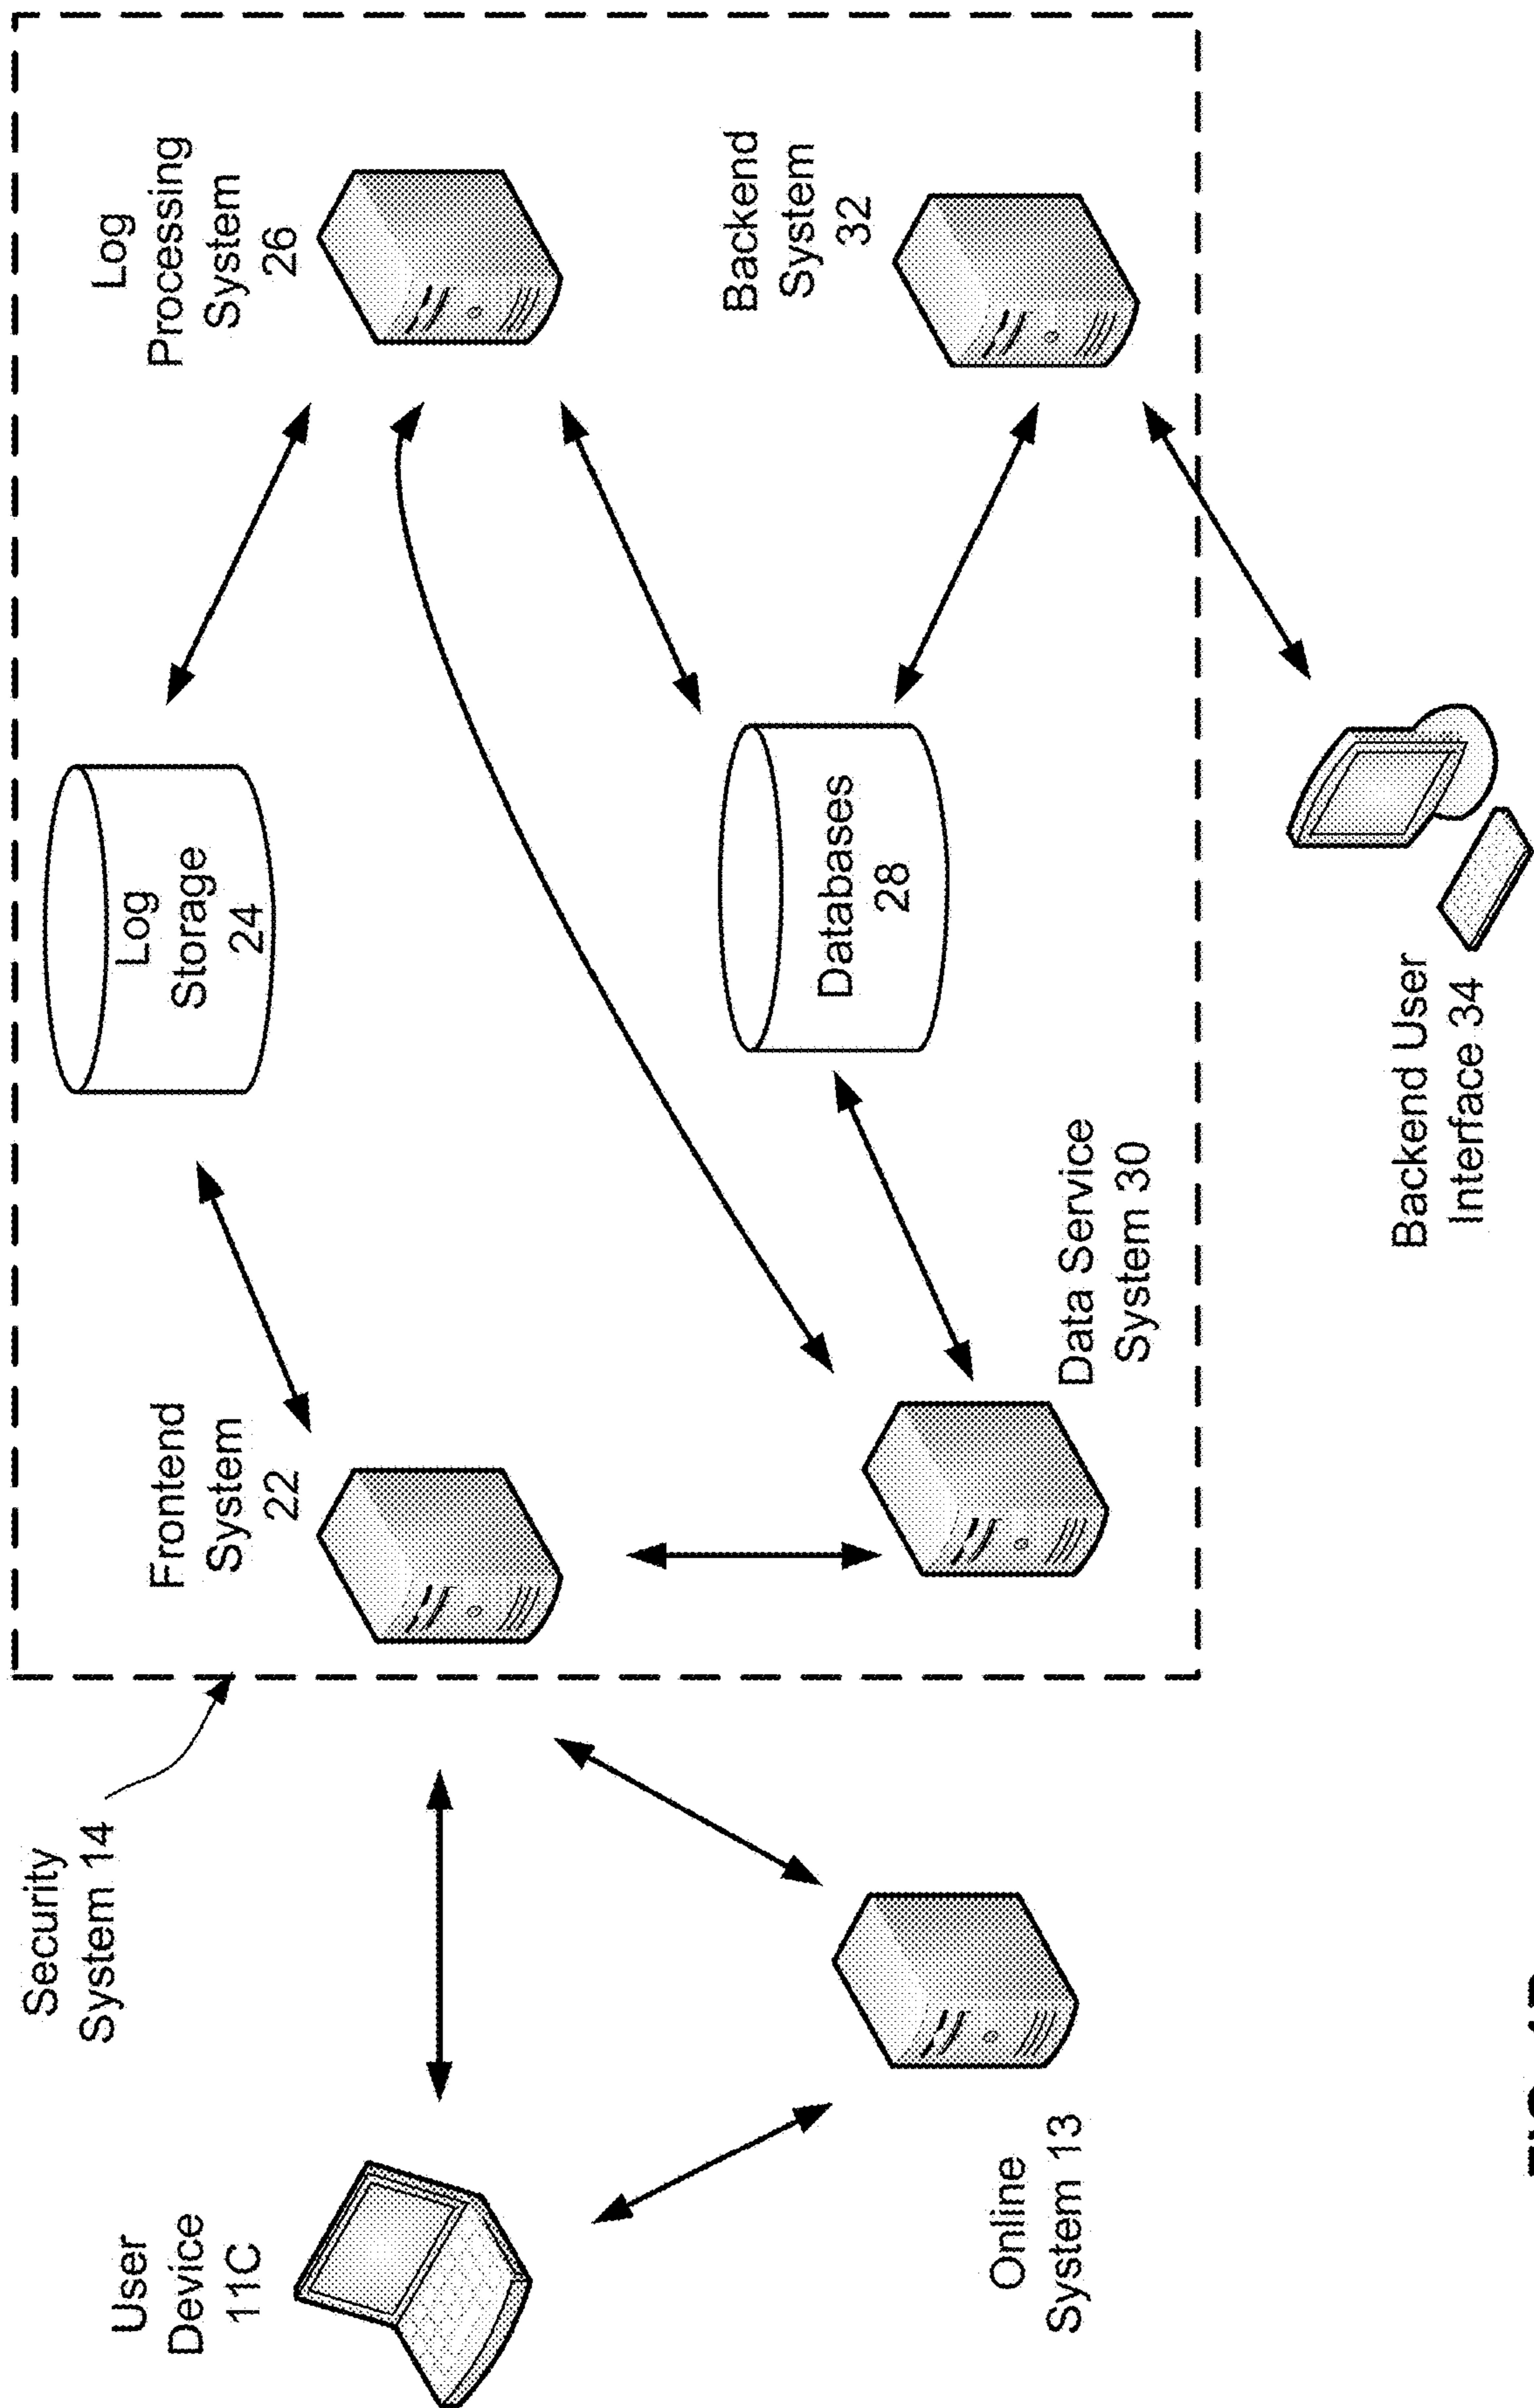 Security
System 14
User
Device
11C
Online
System 13
Frontend
System
22
Log
Storage
24
Log
Processing
System
26
Data Service
System 30
Databases
28
Backend
System
32
Backend User
Interface 34